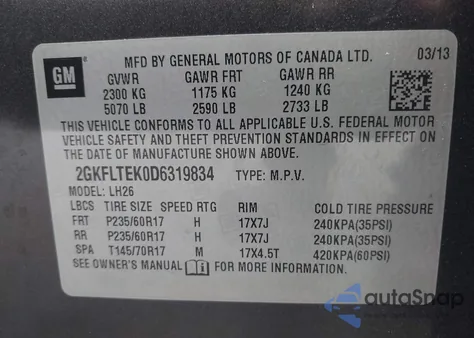 MFD BY GENERAL MOTORS OF CANADA LTD. 03/13
GM
GVWR GAWR FRT GAWR RR
2300 KG 1175 KG 1240 KG
5070 LB 2590 LB 2733 LB
THIS VEHICLE CONFORMS TO ALL APPLICABLE U.S. FEDERAL MOTOR
VEHICLE SAFETY AND THEFT PREVENTION STANDARDS IN EFFECT ON
THE DATE OF MANUFACTURE SHOWN ABOVE.
2GKFLTEK0D6319834 TYPE: M.P.V.
MODEL: LH26
LBCS TIRE SIZE SPEED RTG RIM COLD TIRE PRESSURE
FRT P235/60R17 H 17X7J 240KPA(35PSI)
RR P235/60R17 H 17X7J 240KPA(35PSI)
SPA T145/70R17 M 17X4.5T 420KPA(60PSI)
SEE OWNER'S MANUAL FOR MORE INFORMATION.
autoSnap